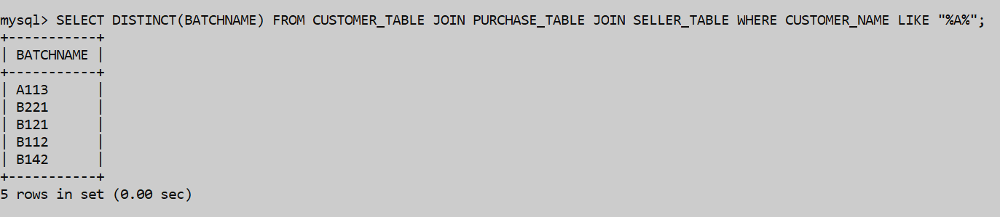 mysql> SELECT DISTINCT(BATCHNAME) FROM CUSTOMER_TABLE JOIN PURCHASE_TABLE JOIN SELLER_TABLE WHERE CUSTOMER_NAME LIKE "%A%";
+-----------+
| BATCHNAME |
+-----------+
| A113      |
| B221      |
| B121      |
| B112      |
| B142      |
+-----------+
5 rows in set (0.00 sec)